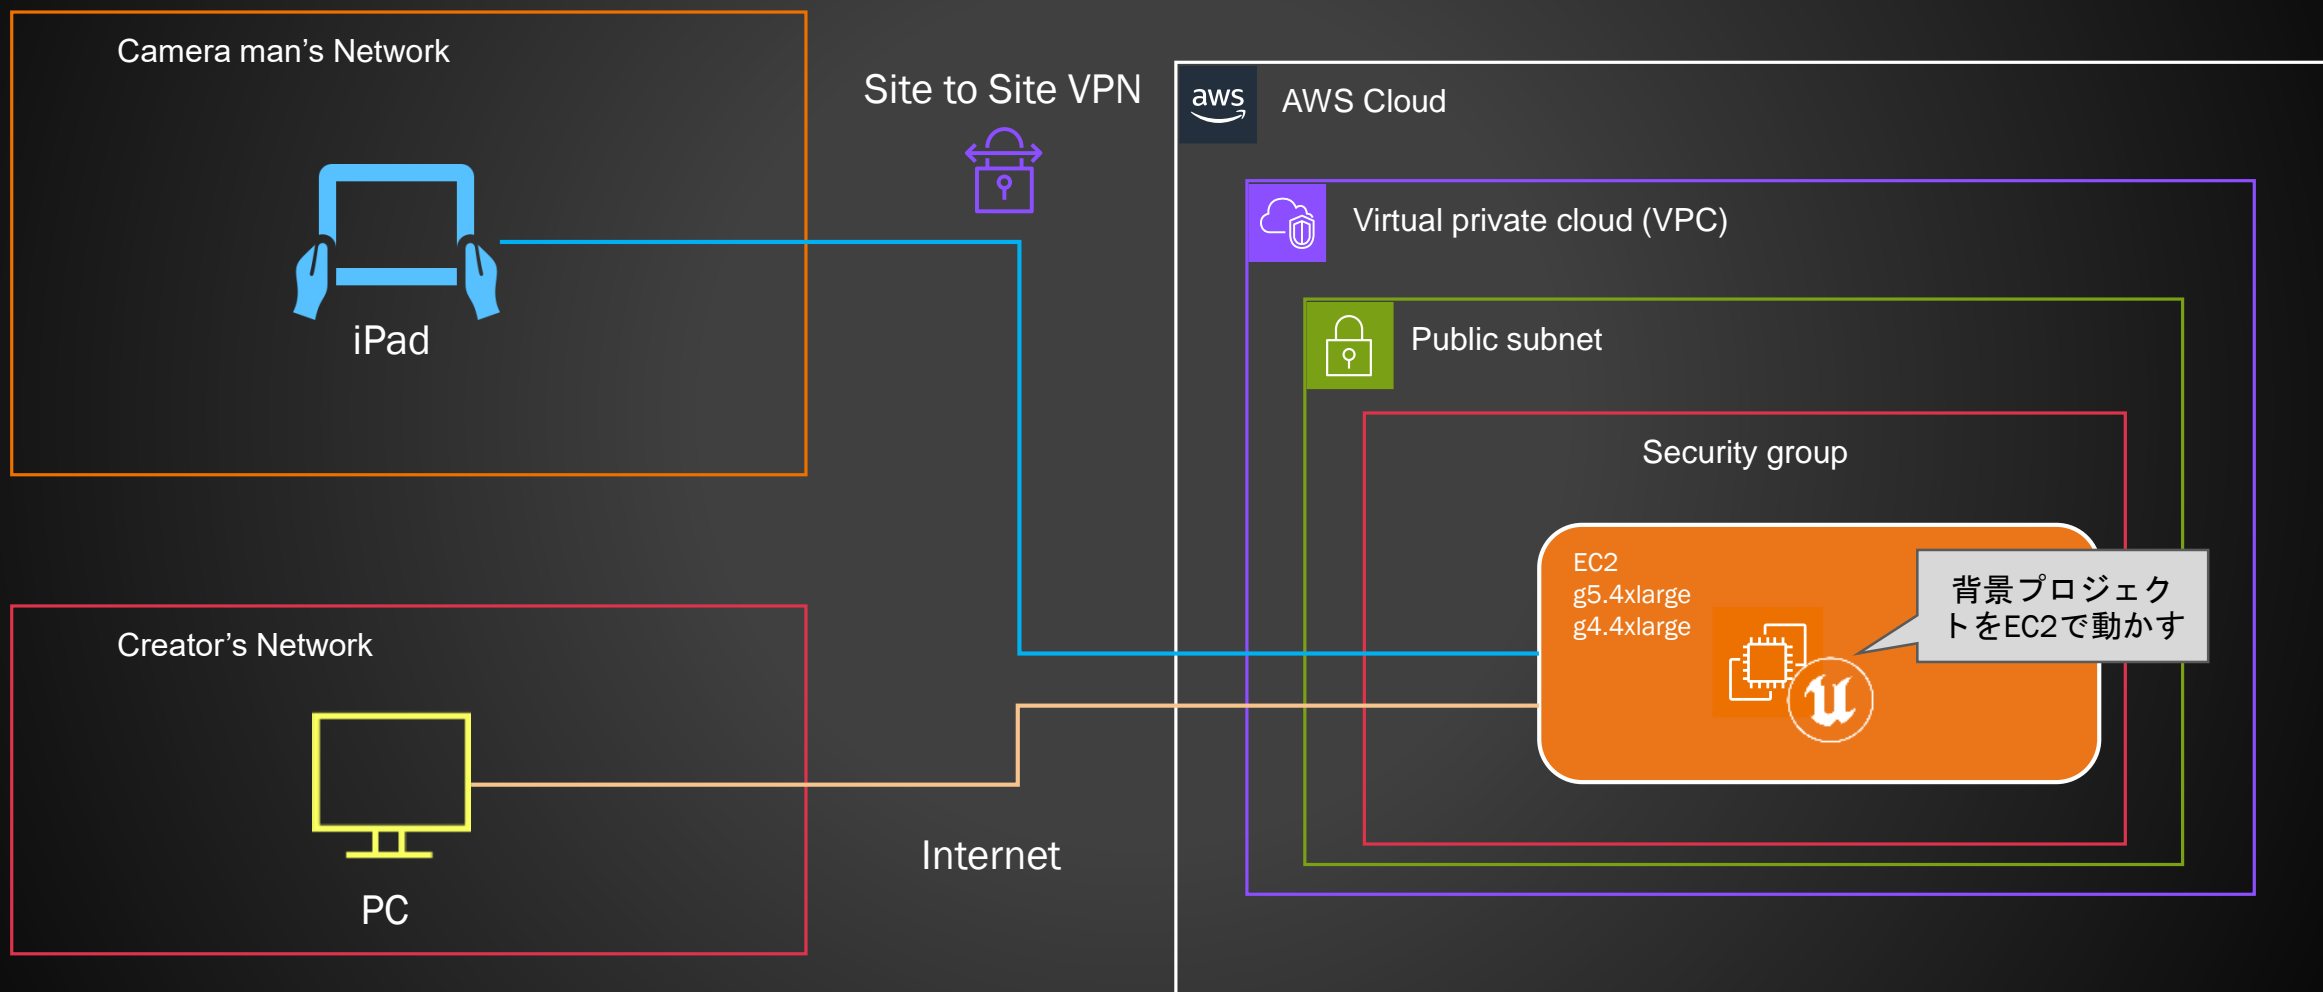 Camera man's Network
iPad
Site to Site VPN
aws
AWS Cloud
Virtual private cloud (VPC)
Public subnet
Security group
EC2
g5.4xlarge
g4.4xlarge
背景プロジェク
トをEC2で動かす
Creator's Network
PC
Internet